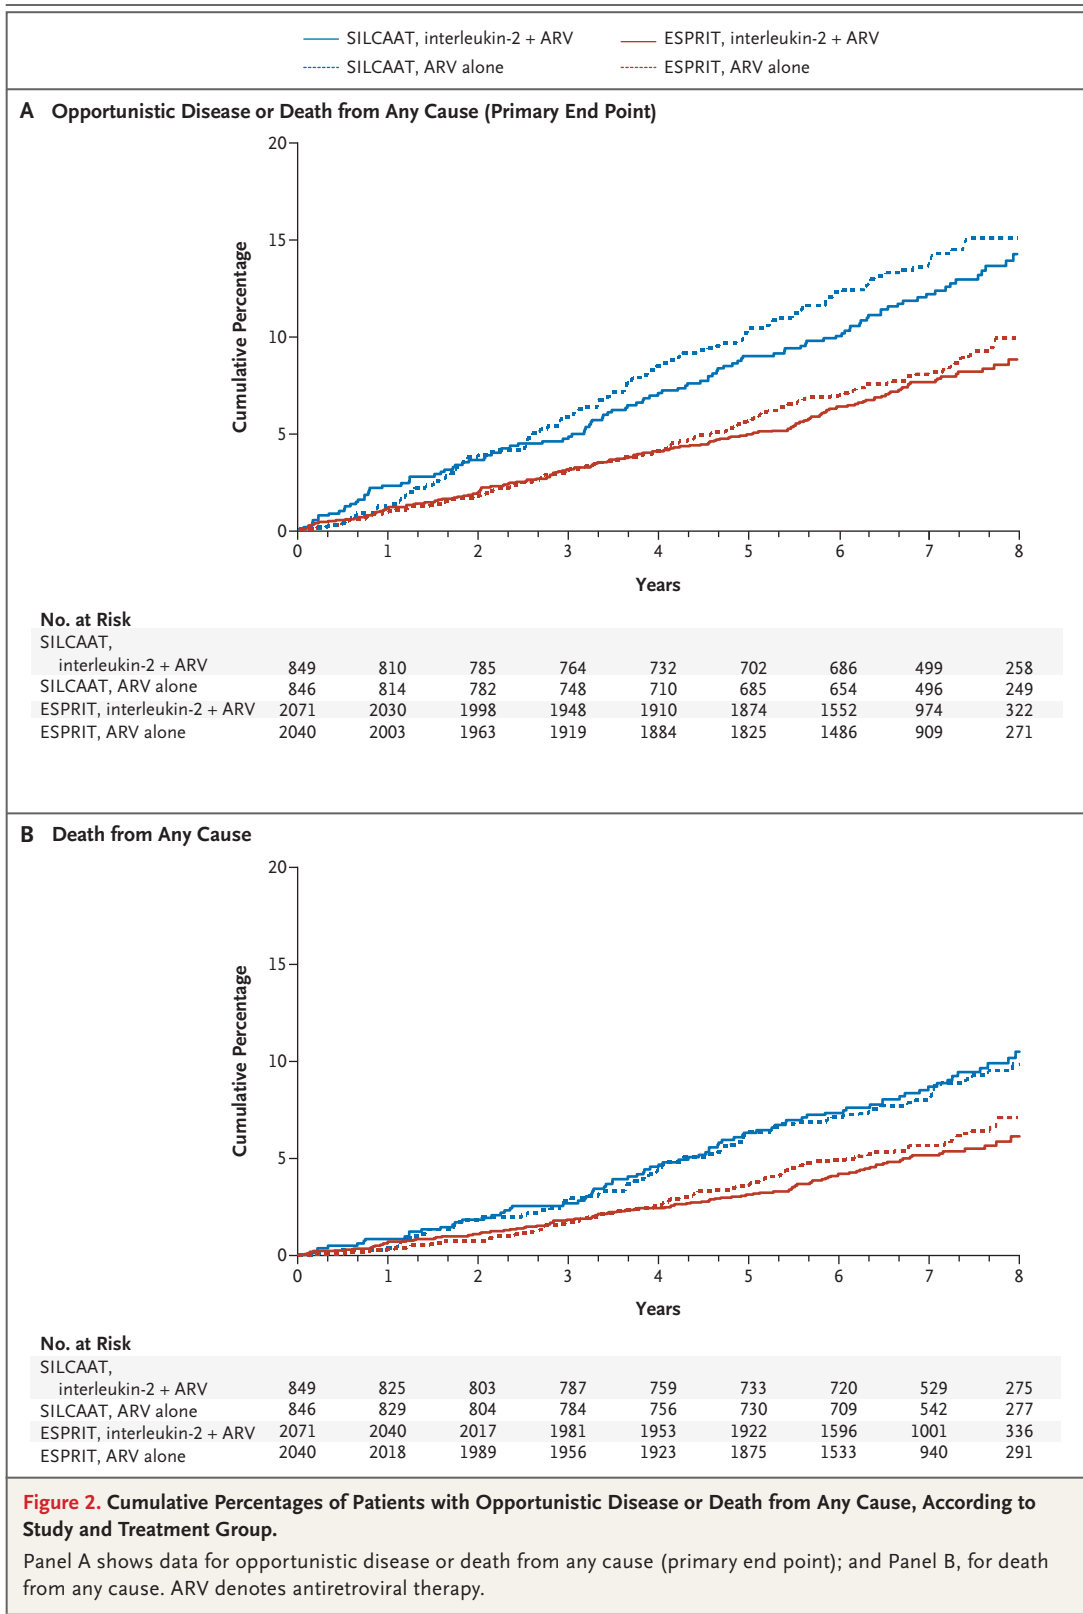 SILCAAT, interleukin-2 + ARV ESPRIT, interleukin-2 + ARV
SILCAAT, ARV alone ESPRIT, ARV alone
A Opportunistic Disease or Death from Any Cause (Primary End Point)
Cumulative Percentage
20
15
10
5
0
0 1 2 3 4 5 6 7 8
Years
No. at Risk
SILCAAT,
interleukin-2 + ARV 849 810 785 764 732 702 686 499 258
SILCAAT, ARV alone 846 814 782 748 710 685 654 496 249
ESPRIT, interleukin-2 + ARV 2071 2030 1998 1948 1910 1874 1552 974 322
ESPRIT, ARV alone 2040 2003 1963 1919 1884 1825 1486 909 271
B Death from Any Cause
Cumulative Percentage
20
15
10
5
0
0 1 2 3 4 5 6 7 8
Years
No. at Risk
SILCAAT,
interleukin-2 + ARV 849 825 803 787 759 733 720 529 275
SILCAAT, ARV alone 846 829 804 784 756 730 709 542 277
ESPRIT, interleukin-2 + ARV 2071 2040 2017 1981 1953 1922 1596 1001 336
ESPRIT, ARV alone 2040 2018 1989 1956 1923 1875 1533 940 291
Figure 2. Cumulative Percentages of Patients with Opportunistic Disease or Death from Any Cause, According to
Study and Treatment Group.
Panel A shows data for opportunistic disease or death from any cause (primary end point); and Panel B, for death
from any cause. ARV denotes antiretroviral therapy.